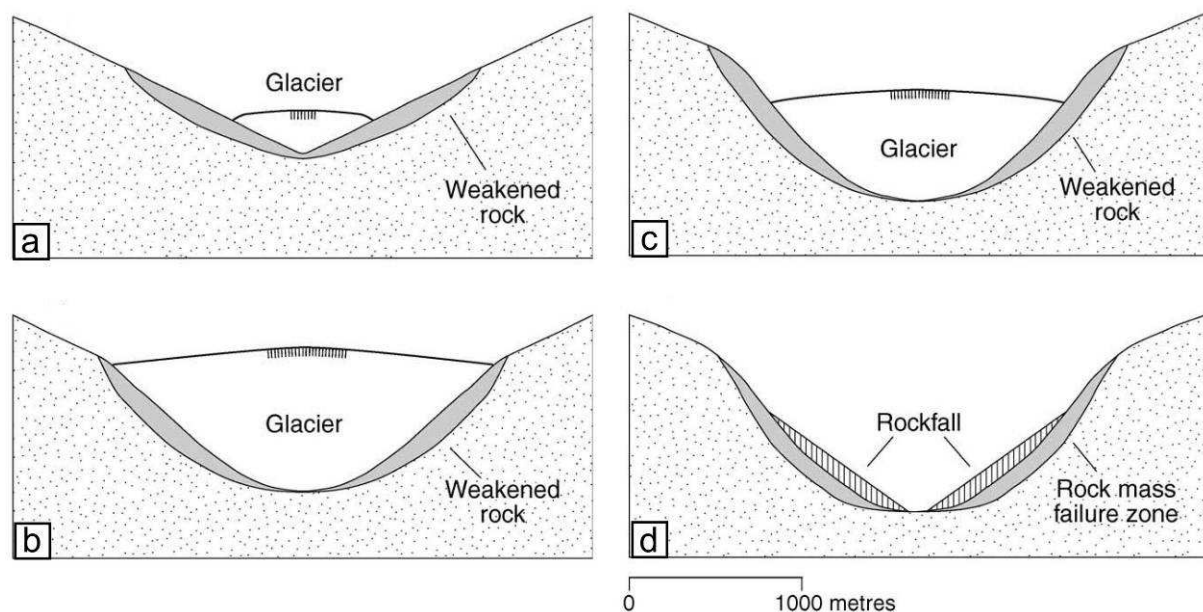 Glacier
Weakened
rock
a
Glacier
Weakened
rock
b
Glacier
Weakened
rock
c
Rockfall
Rock mass
failure zone
d
0
1000 metres